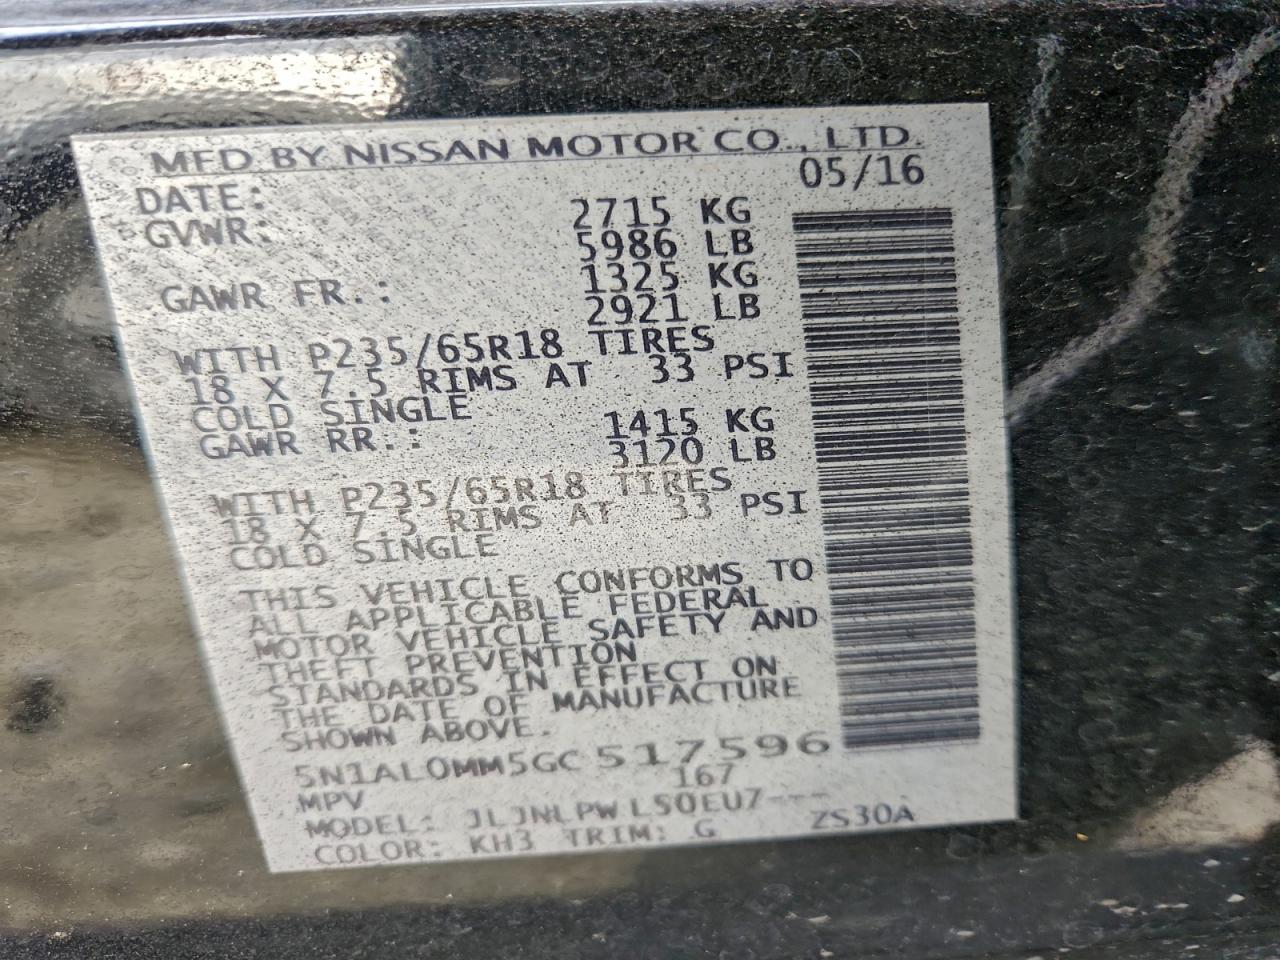 MFD BY NISSAN MOTOR CO., LTD.
DATE: 05/16
GVWR: 2715 KG
5986 LB
GAWR FR.: 1325 KG
2921 LB
WITH P235/65R18 TIRES
18 X 7.5 RIMS AT 33 PSI
COLD SINGLE
GAWR RR.: 1415 KG
3120 LB
WITH P235/65R18 TIRES
18 X 7.5 RIMS AT 33 PSI
COLD SINGLE
THIS VEHICLE CONFORMS TO
ALL APPLICABLE FEDERAL
MOTOR VEHICLE SAFETY AND
THEFT PREVENTION
STANDARDS IN EFFECT ON
THE DATE OF MANUFACTURE
SHOWN ABOVE.
5N1AL0MM5GC517596
MPV 167
MODEL: JLJNLPWL50EU7---
COLOR: KH3 TRIM: G ZS30A